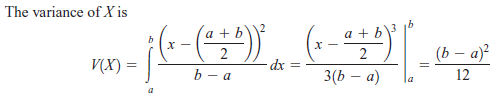 The variance of X is
V(X) = ∫_a^b (x − ((a + b)/2))²/(b − a) dx = (x − (a + b)/2)³/(3(b − a)) |_a^b = (b − a)²/12